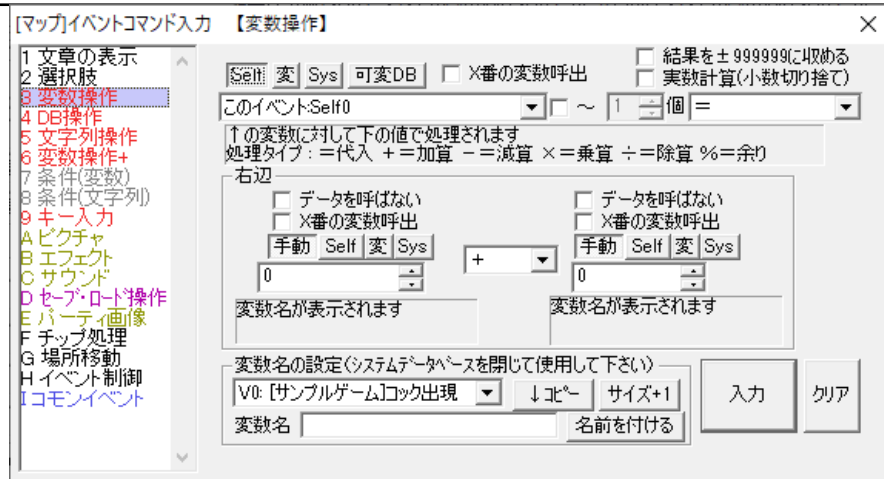 [マップ]イベントコマンド入力 【変数操作】
1 文章の表示
2 選択肢
3 変数操作
4 DB操作
5 文字列操作
6 変数操作+
7 条件(変数)
8 条件(文字列)
9 キー入力
A ピクチャ
B エフェクト
C サウンド
D セーブ・ロード操作
E パーティ画像
F チップ処理
G 場所移動
H イベント制御
I コモンイベント
Self 変 Sys 可変DB X番の変数呼出
結果を±999999に収める
実数計算(小数切り捨て)
このイベント:Self0 ～ 1 個 =
↑の変数に対して下の値で処理されます
処理タイプ：＝代入 ＋＝加算 －＝減算 ×＝乗算 ÷＝除算 %＝余り
右辺
データを呼ばない データを呼ばない
X番の変数呼出 X番の変数呼出
手動 Self 変 Sys 手動 Self 変 Sys
0 + 0
変数名が表示されます 変数名が表示されます
変数名の設定(システムデータベースを閉じて使用して下さい)
V0: [サンプルゲーム]コック出現 ↓コピー サイズ+1
変数名 名前を付ける
入力 クリア